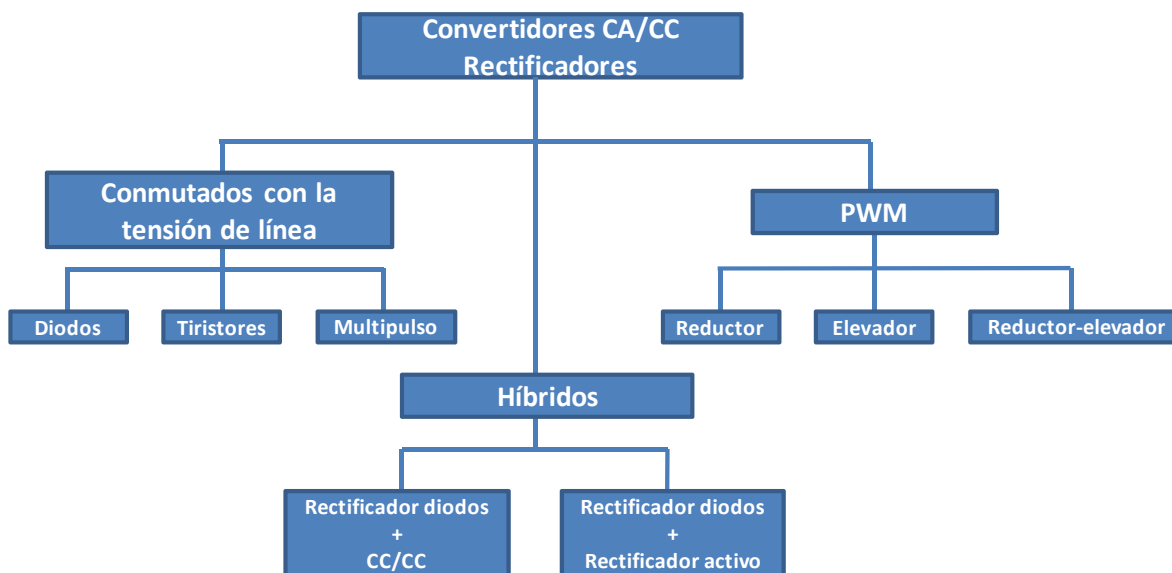 Convertidores CA/CC
Rectificadores
Conmutados con la
tensión de línea
PWM
Diodos
Tiristores
Multipulso
Reductor
Elevador
Reductor-elevador
Híbridos
Rectificador diodos
+
CC/CC
Rectificador diodos
+
Rectificador activo